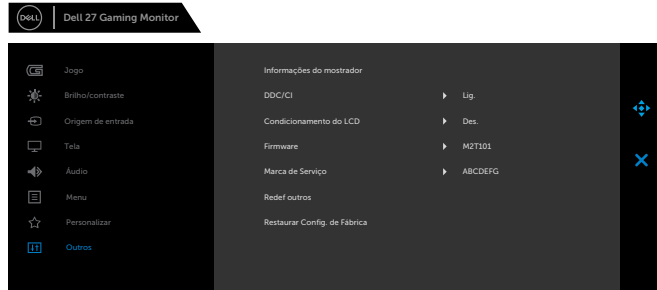 DELL
Dell 27 Gaming Monitor
Jogo
Brilho/contraste
Origem de entrada
Tela
Áudio
Menu
Personalizar
Outros
Informações do mostrador
DDC/CI Lig.
Condicionamento do LCD Des.
Firmware M2T101
Marca de Serviço ABCDEFG
Redef outros
Restaurar Config. de Fábrica